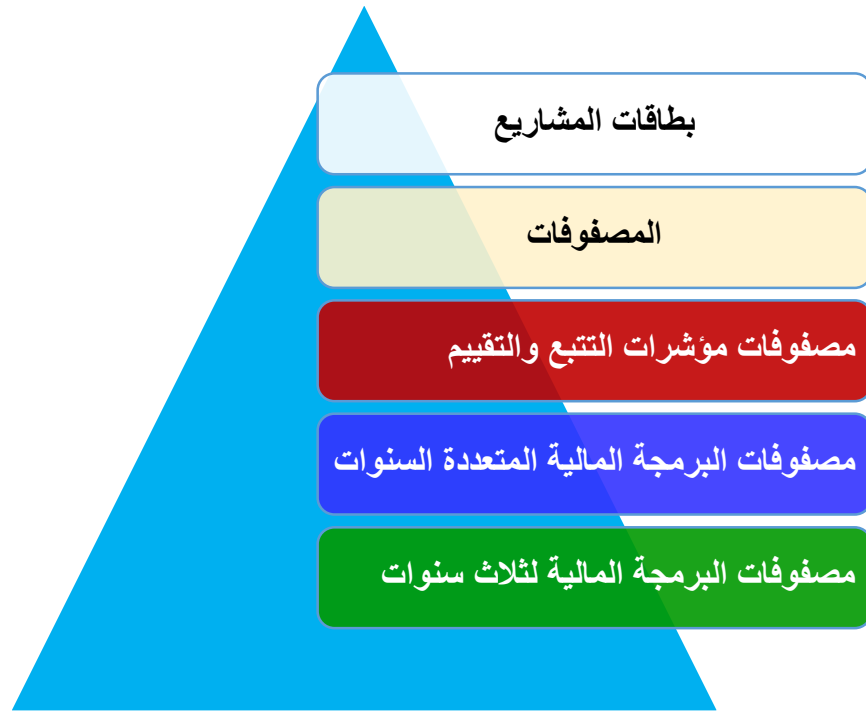 بطاقات المشاريع
المصفوفات
مصفوفات مؤشرات التتبع والتقييم
مصفوفات البرمجة المالية المتعددة السنوات
مصفوفات البرمجة المالية لثلاث سنوات